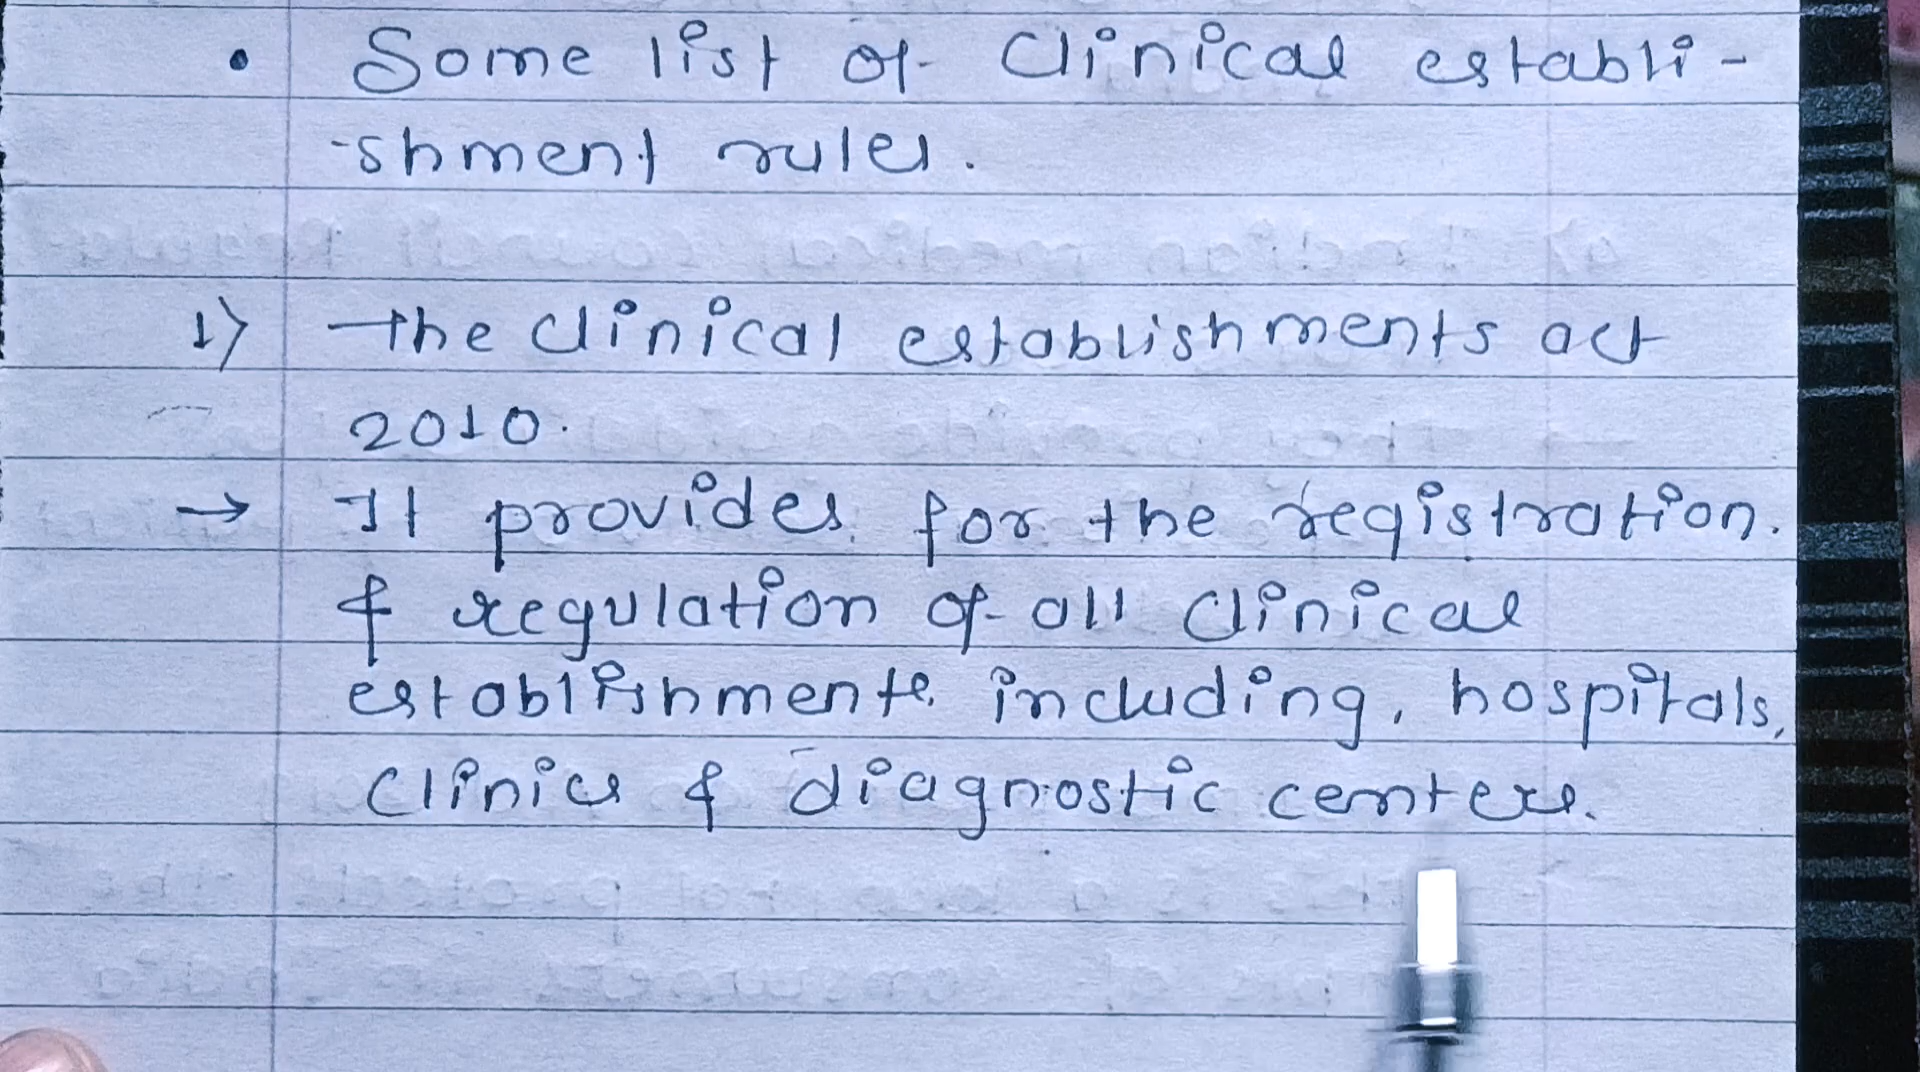 • Some list of Clinical establi-
-shment rules.
1) The clinical establishments act
2010.
→ It provides for the registration.
& regulation of all clinical
establishments including, hospitals,
Clinics & diagnostic centers.